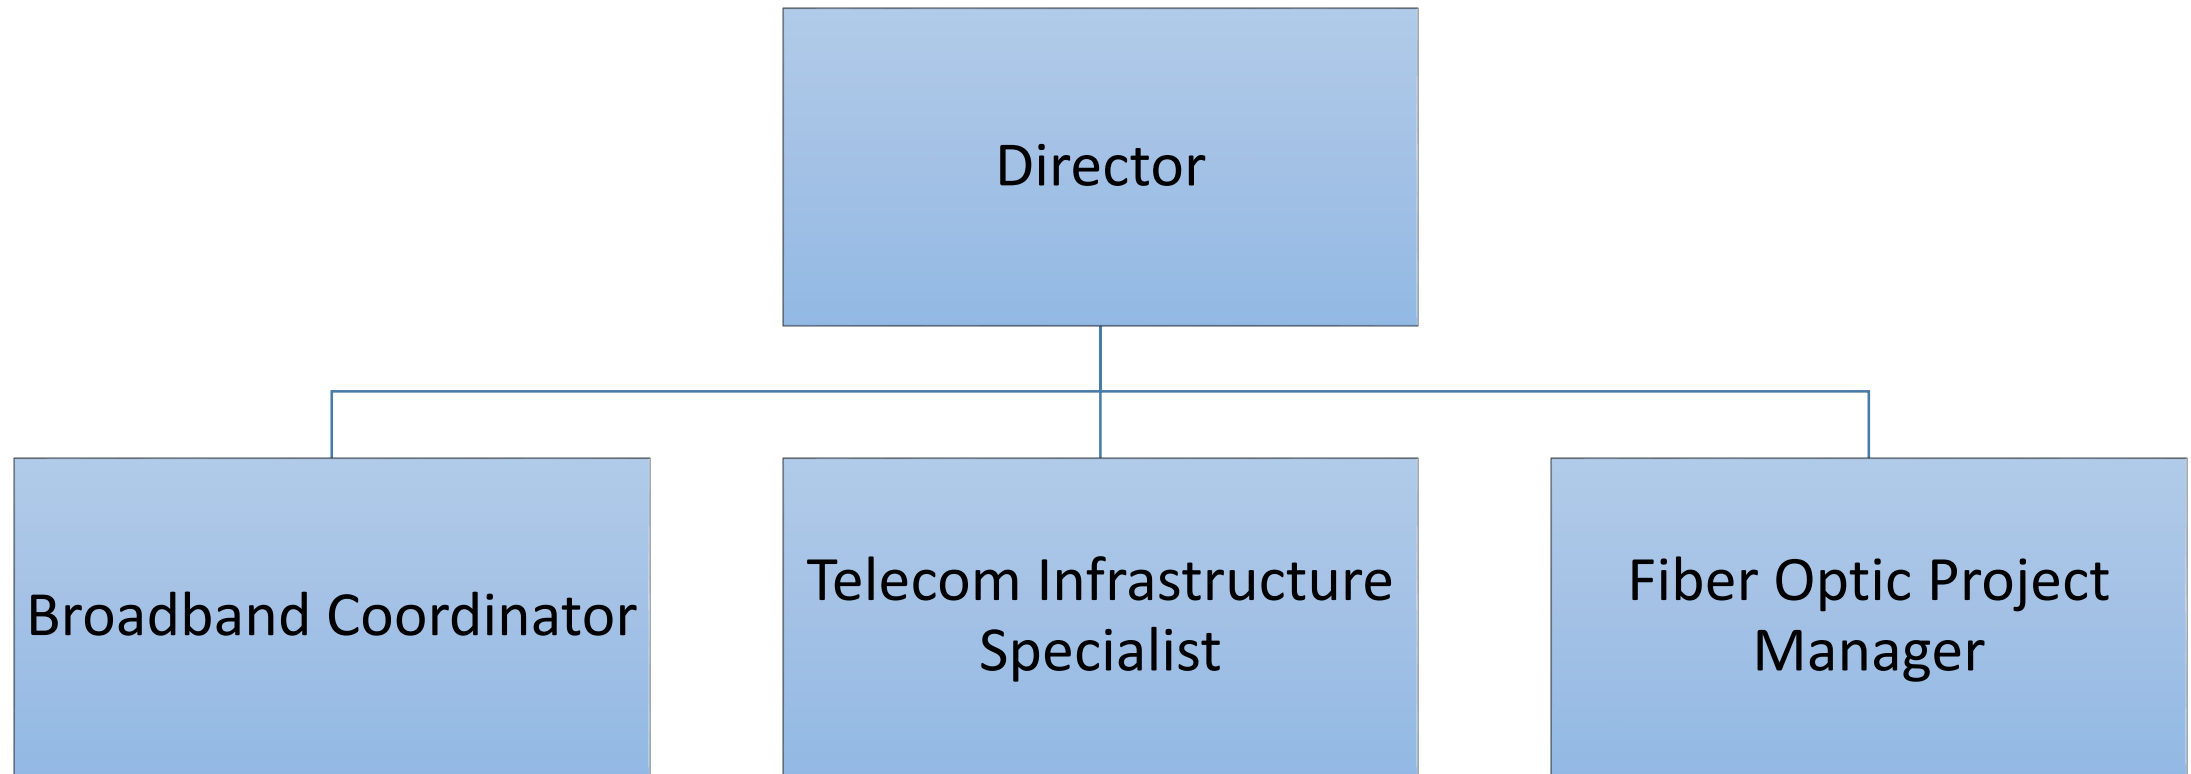 Director
Broadband Coordinator
Telecom Infrastructure
Specialist
Fiber Optic Project
Manager